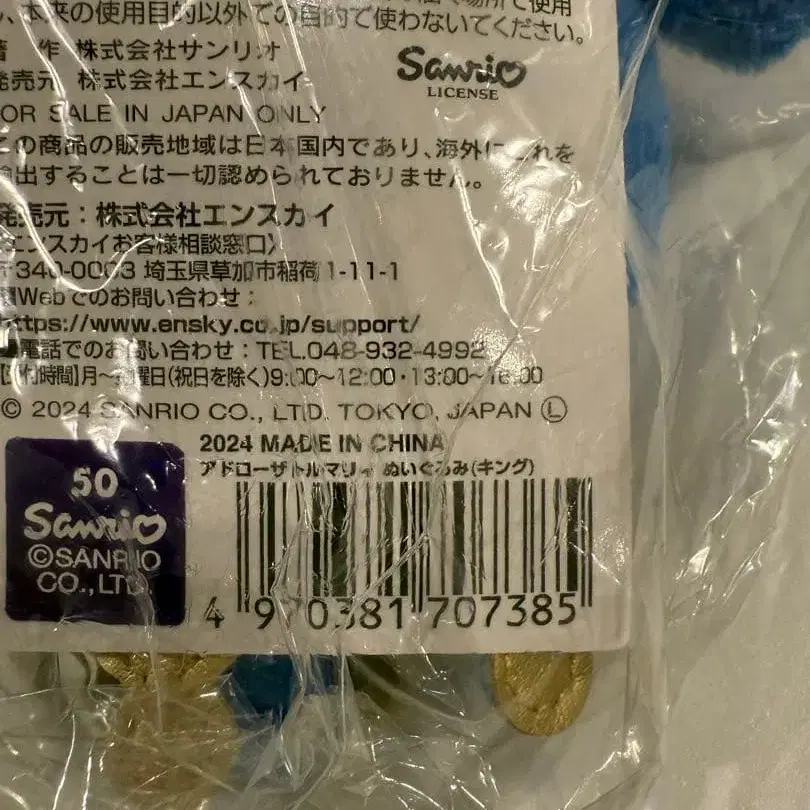 、本来の使用目的以外での目的で使わないでください。
著 作 株式会社サンリオ
発売元 株式会社エンスカイ
Sanrio
LICENSE
OR SALE IN JAPAN ONLY
この商品の販売地域は日本国内であり、海外にこれを
輸出することは一切認められておりません。
発売元：株式会社エンスカイ
〈エンスカイお客様相談窓口〉
〒340-0003 埼玉県草加市稲荷1-11-1
Webでのお問い合わせ：
https://www.ensky.co.jp/support/
電話でのお問い合わせ：TEL.048-932-4992
[受付時間]月～金曜日(祝日を除く)9:00～12:00・13:00～16:00
© 2024 SANRIO CO., LTD. TOKYO, JAPAN Ⓛ
2024 MADE IN CHINA
アドローザトルマリィ ぬいぐるみ(キング)
50
Sanrio
©SANRIO
CO.,LTD.
4 970381 707385